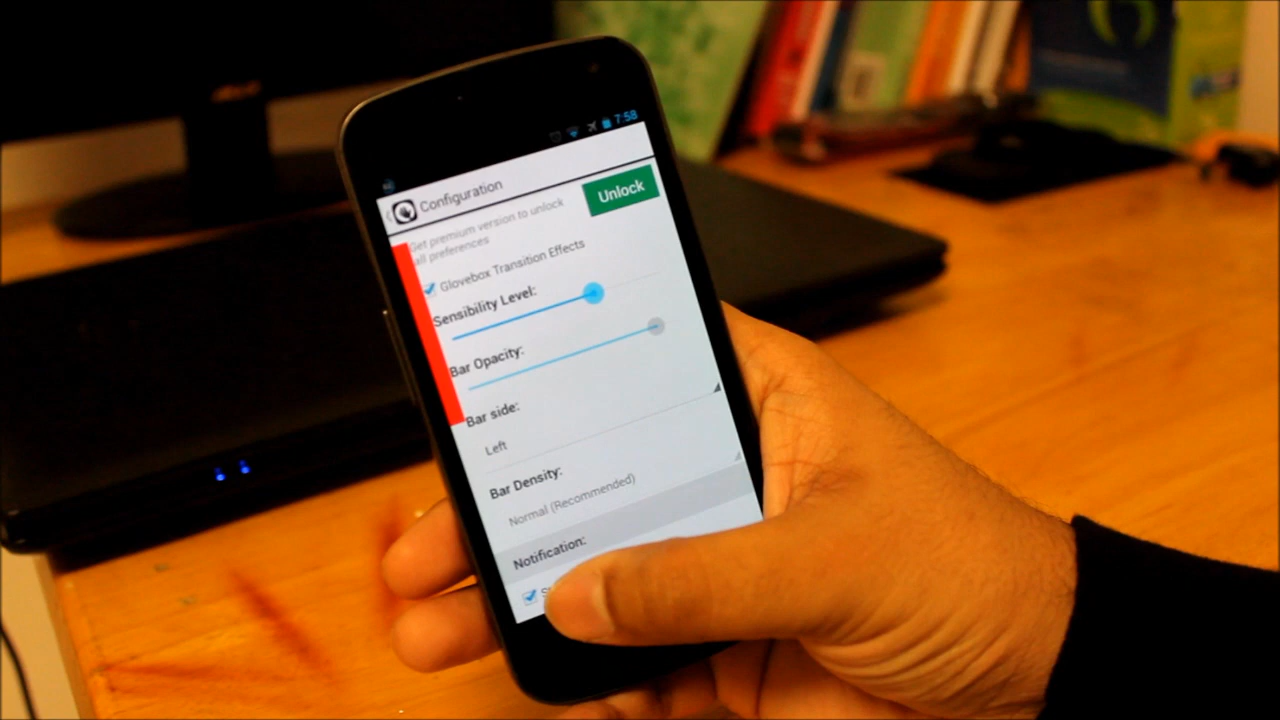 7:58
Configuration
Get premium version to unlock
all preferences
Unlock
Glovebox Transition Effects
Sensibility Level:
Bar Opacity:
Bar side:
Left
Bar Density:
Normal (Recommended)
Notification: